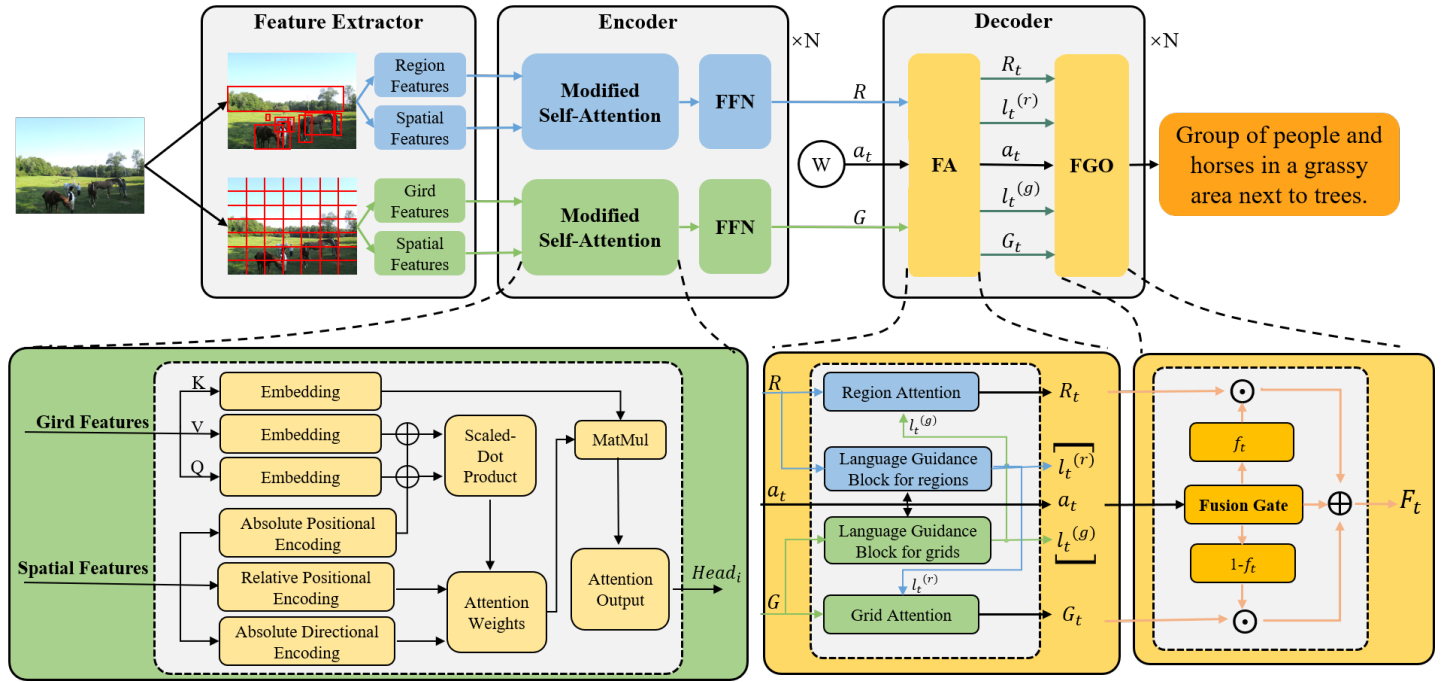 Feature Extractor
Encoder
Decoder
×N
×N
Region
Features
Spatial
Features
Gird
Features
Spatial
Features
Modified
Self-Attention
FFN
Modified
Self-Attention
FFN
R
W
a_t
G
FA
R_t
l_t^(r)
a_t
l_t^(g)
G_t
FGO
Group of people and
horses in a grassy
area next to trees.
Gird Features
Spatial Features
K
V
Q
Embedding
Embedding
Embedding
Absolute Positional
Encoding
Relative Positional
Encoding
Absolute Directional
Encoding
Scaled-
Dot
Product
Attention
Weights
MatMul
Attention
Output
Head_i
R
a_t
G
Region Attention
l_t^(g)
Language Guidance
Block for regions
Language Guidance
Block for grids
l_t^(r)
Grid Attention
R_t
l_t^(r)
a_t
l_t^(g)
G_t
f_t
Fusion Gate
1-f_t
F_t